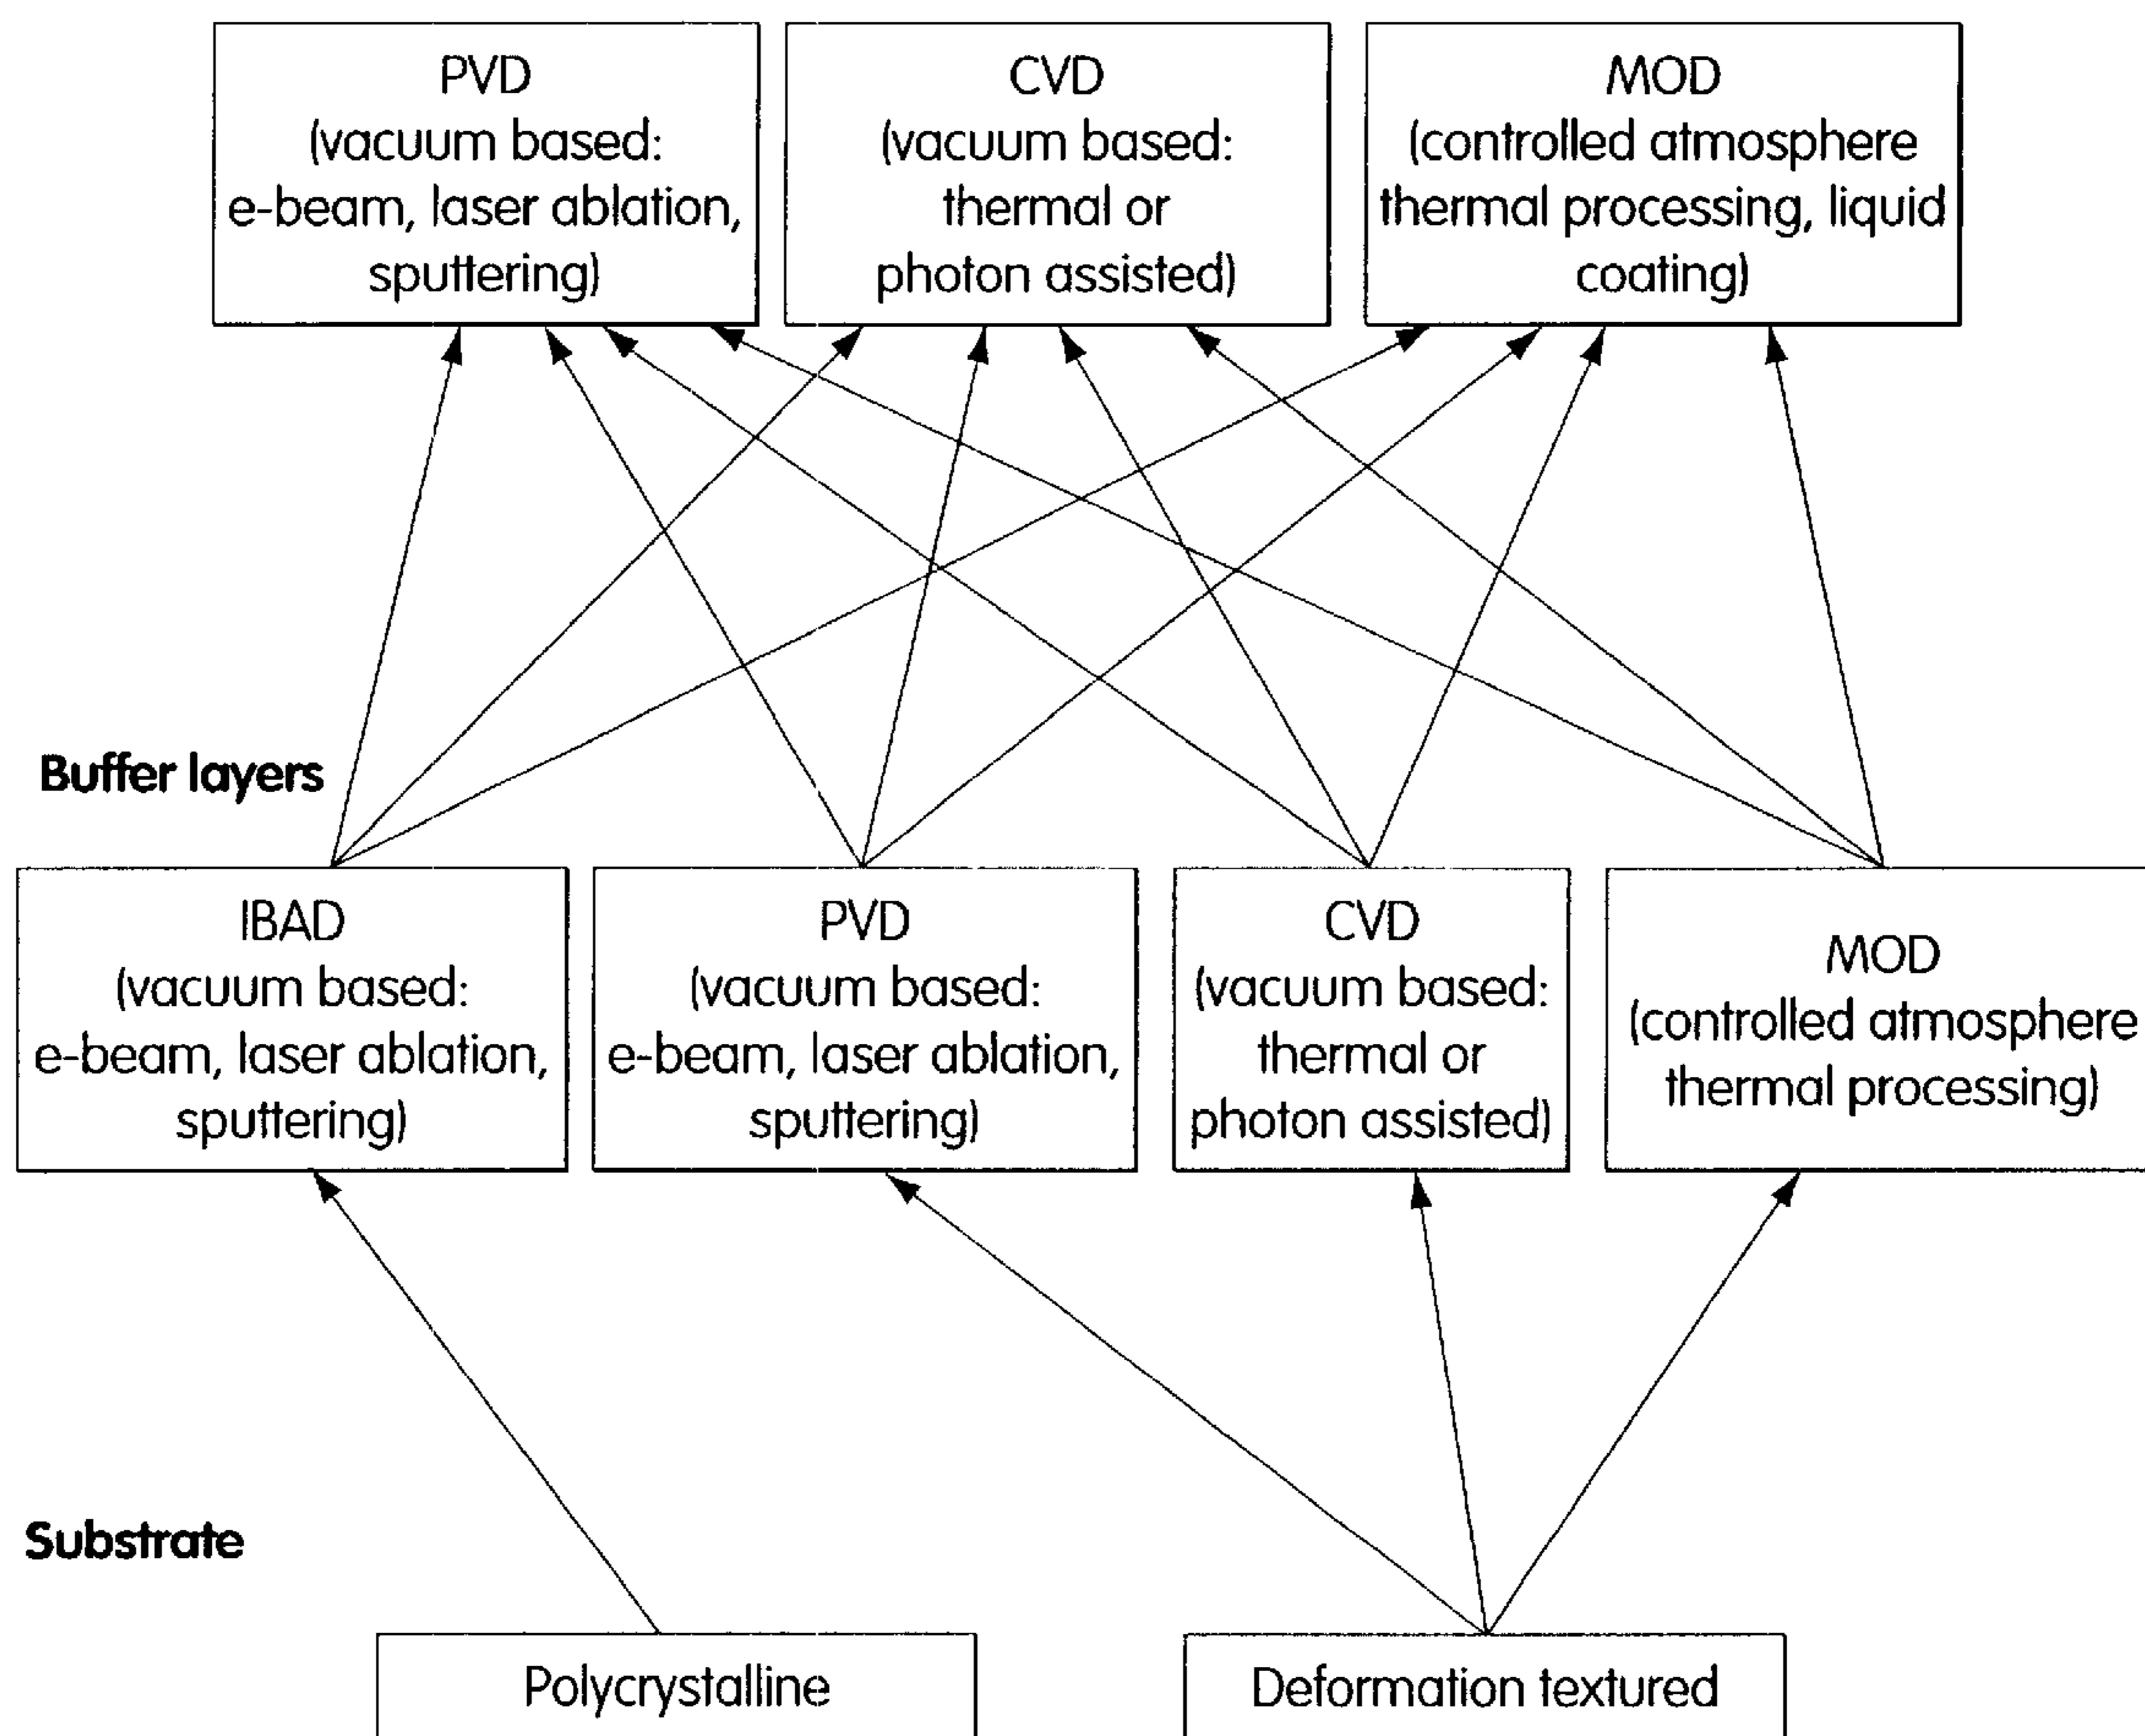 PVD
(vacuum based:
e-beam, laser ablation,
sputtering)
CVD
(vacuum based:
thermal or
photon assisted)
MOD
(controlled atmosphere
thermal processing, liquid
coating)
Buffer layers
IBAD
(vacuum based:
e-beam, laser ablation,
sputtering)
PVD
(vacuum based:
e-beam, laser ablation,
sputtering)
CVD
(vacuum based:
thermal or
photon assisted)
MOD
(controlled atmosphere
thermal processing)
Substrate
Polycrystalline
Deformation textured